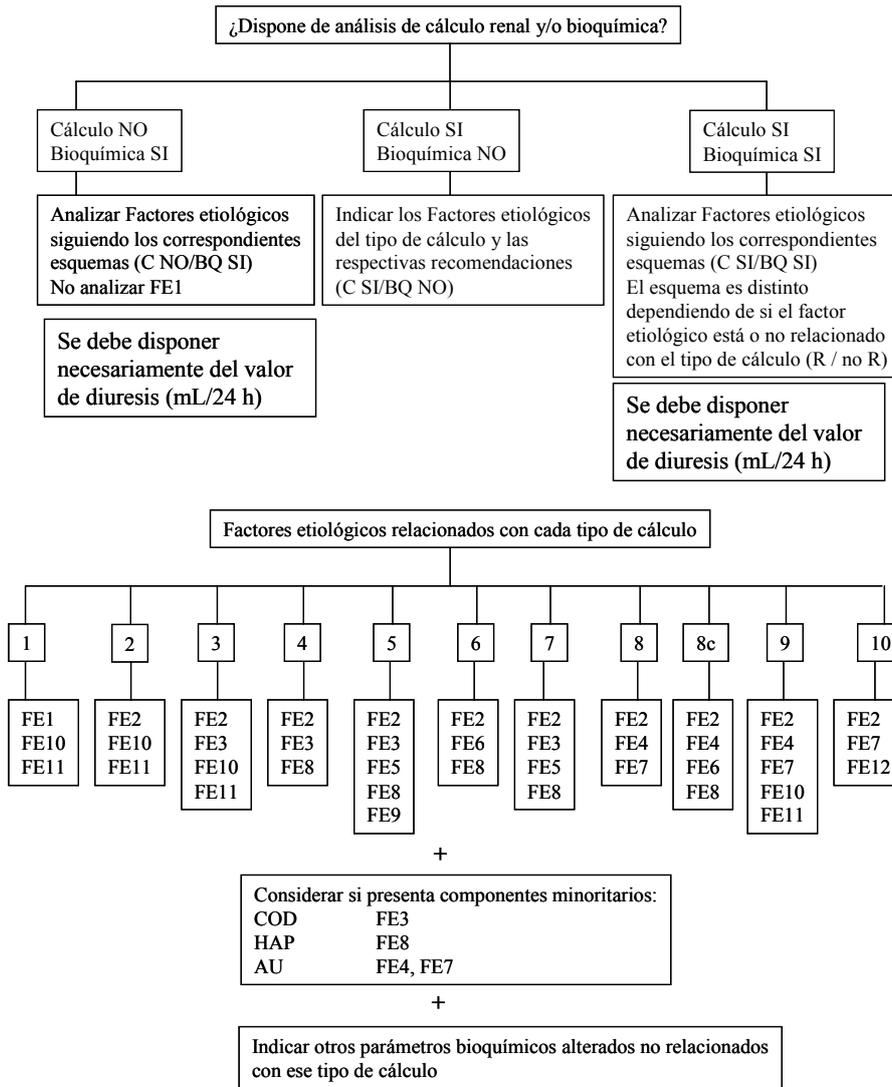 ¿Dispone de análisis de cálculo renal y/o bioquímica?
Cálculo NO
Bioquímica SI
Cálculo SI
Bioquímica NO
Cálculo SI
Bioquímica SI
Analizar Factores etiológicos
siguiendo los correspondientes
esquemas (C NO/BQ SI)
No analizar FE1
Indicar los Factores etiológicos
del tipo de cálculo y las
respectivas recomendaciones
(C SI/BQ NO)
Analizar Factores etiológicos
siguiendo los correspondientes
esquemas (C SI/BQ SI)
El esquema es distinto
dependiendo de si el factor
etiológico está o no relacionado
con el tipo de cálculo (R / no R)
Se debe disponer
necesariamente del valor
de diuresis (mL/24 h)
Se debe disponer
necesariamente del valor
de diuresis (mL/24 h)
Factores etiológicos relacionados con cada tipo de cálculo
1
2
3
4
5
6
7
8
8c
9
10
FE1
FE10
FE11
FE2
FE10
FE11
FE2
FE3
FE10
FE11
FE2
FE3
FE8
FE2
FE3
FE5
FE8
FE9
FE2
FE6
FE8
FE2
FE3
FE5
FE8
FE2
FE4
FE7
FE2
FE4
FE6
FE8
FE2
FE4
FE7
FE10
FE11
FE2
FE7
FE12
+
Considerar si presenta componentes minoritarios:
COD FE3
HAP FE8
AU FE4, FE7
+
Indicar otros parámetros bioquímicos alterados no relacionados
con ese tipo de cálculo